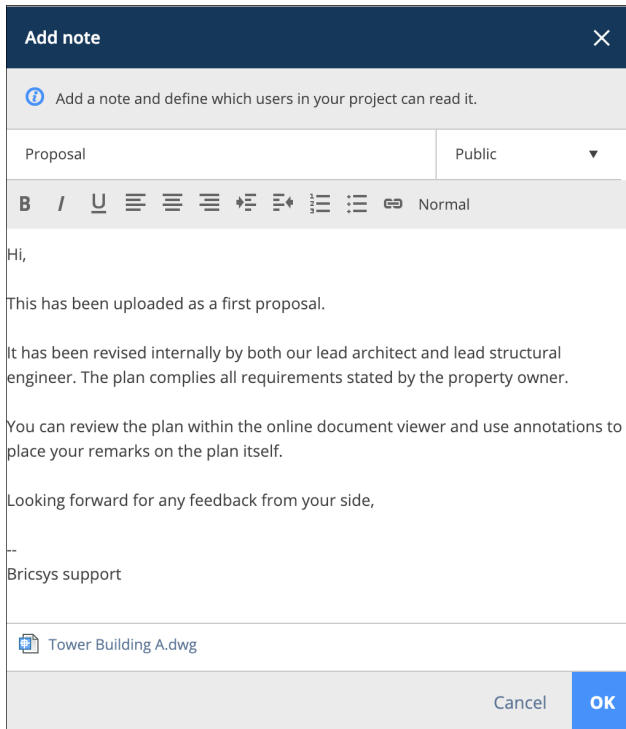 Add note
Add a note and define which users in your project can read it.
Proposal
Public
B I U Normal
Hi,
This has been uploaded as a first proposal.
It has been revised internally by both our lead architect and lead structural
engineer. The plan complies all requirements stated by the property owner.
You can review the plan within the online document viewer and use annotations to
place your remarks on the plan itself.
Looking forward for any feedback from your side,
--
Bricsys support
Tower Building A.dwg
Cancel OK